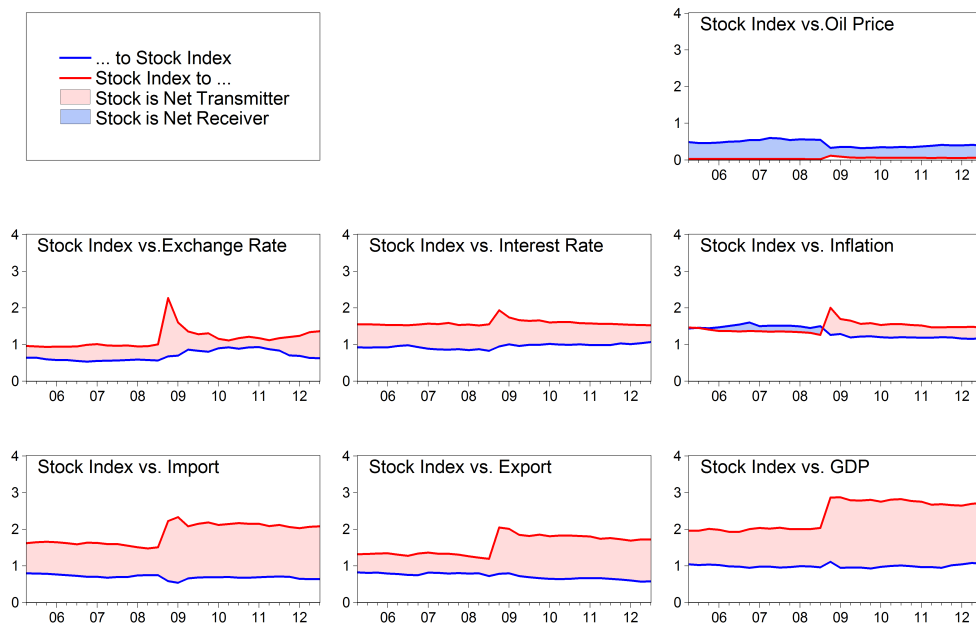 ... to Stock Index
Stock Index to ...
Stock is Net Transmitter
Stock is Net Receiver
Stock Index vs.Oil Price
4
3
2
1
0
06 07 08 09 10 11 12
Stock Index vs.Exchange Rate
4
3
2
1
0
06 07 08 09 10 11 12
Stock Index vs. Interest Rate
4
3
2
1
0
06 07 08 09 10 11 12
Stock Index vs. Inflation
4
3
2
1
0
06 07 08 09 10 11 12
Stock Index vs. Import
4
3
2
1
0
06 07 08 09 10 11 12
Stock Index vs. Export
4
3
2
1
0
06 07 08 09 10 11 12
Stock Index vs. GDP
4
3
2
1
0
06 07 08 09 10 11 12